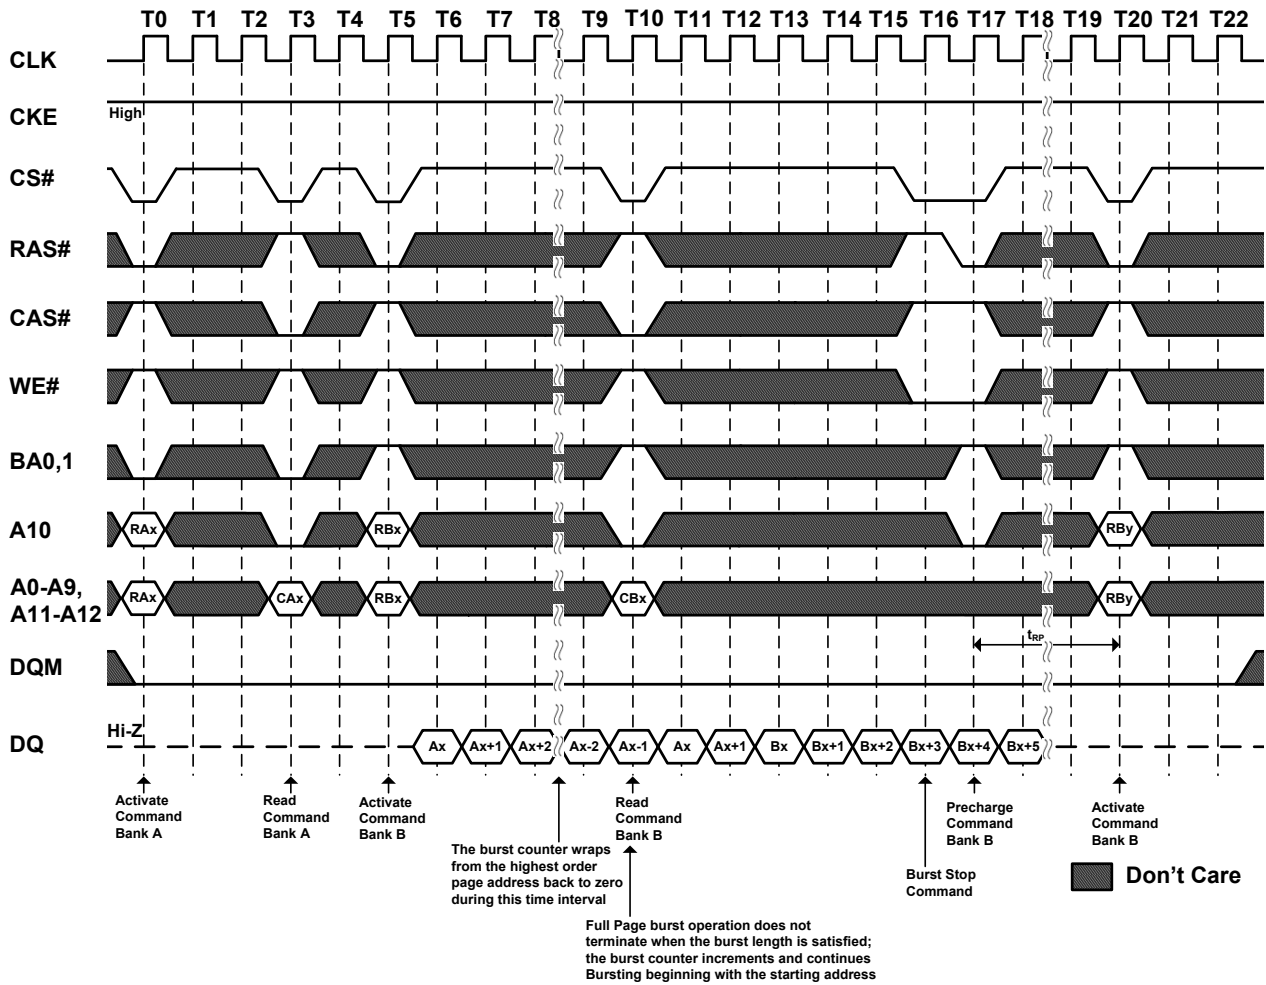 T0 T1 T2 T3 T4 T5 T6 T7 T8 T9 T10 T11 T12 T13 T14 T15 T16 T17 T18 T19 T20 T21 T22
CLK
CKE
High
CS#
RAS#
CAS#
WE#
BA0,1
A10
RAx RBx RBy
A0-A9,
A11-A12
RAx CAx RBx CBx RBy
tRP
DQM
DQ
Hi-Z
Ax Ax+1 Ax+2 Ax-2 Ax-1 Ax Ax+1 Bx Bx+1 Bx+2 Bx+3 Bx+4 Bx+5
Activate
Command
Bank A
Read
Command
Bank A
Activate
Command
Bank B
The burst counter wraps
from the highest order
page address back to zero
during this time interval
Read
Command
Bank B
Full Page burst operation does not
terminate when the burst length is satisfied;
the burst counter increments and continues
Bursting beginning with the starting address
Burst Stop
Command
Precharge
Command
Bank B
Activate
Command
Bank B
Don't Care